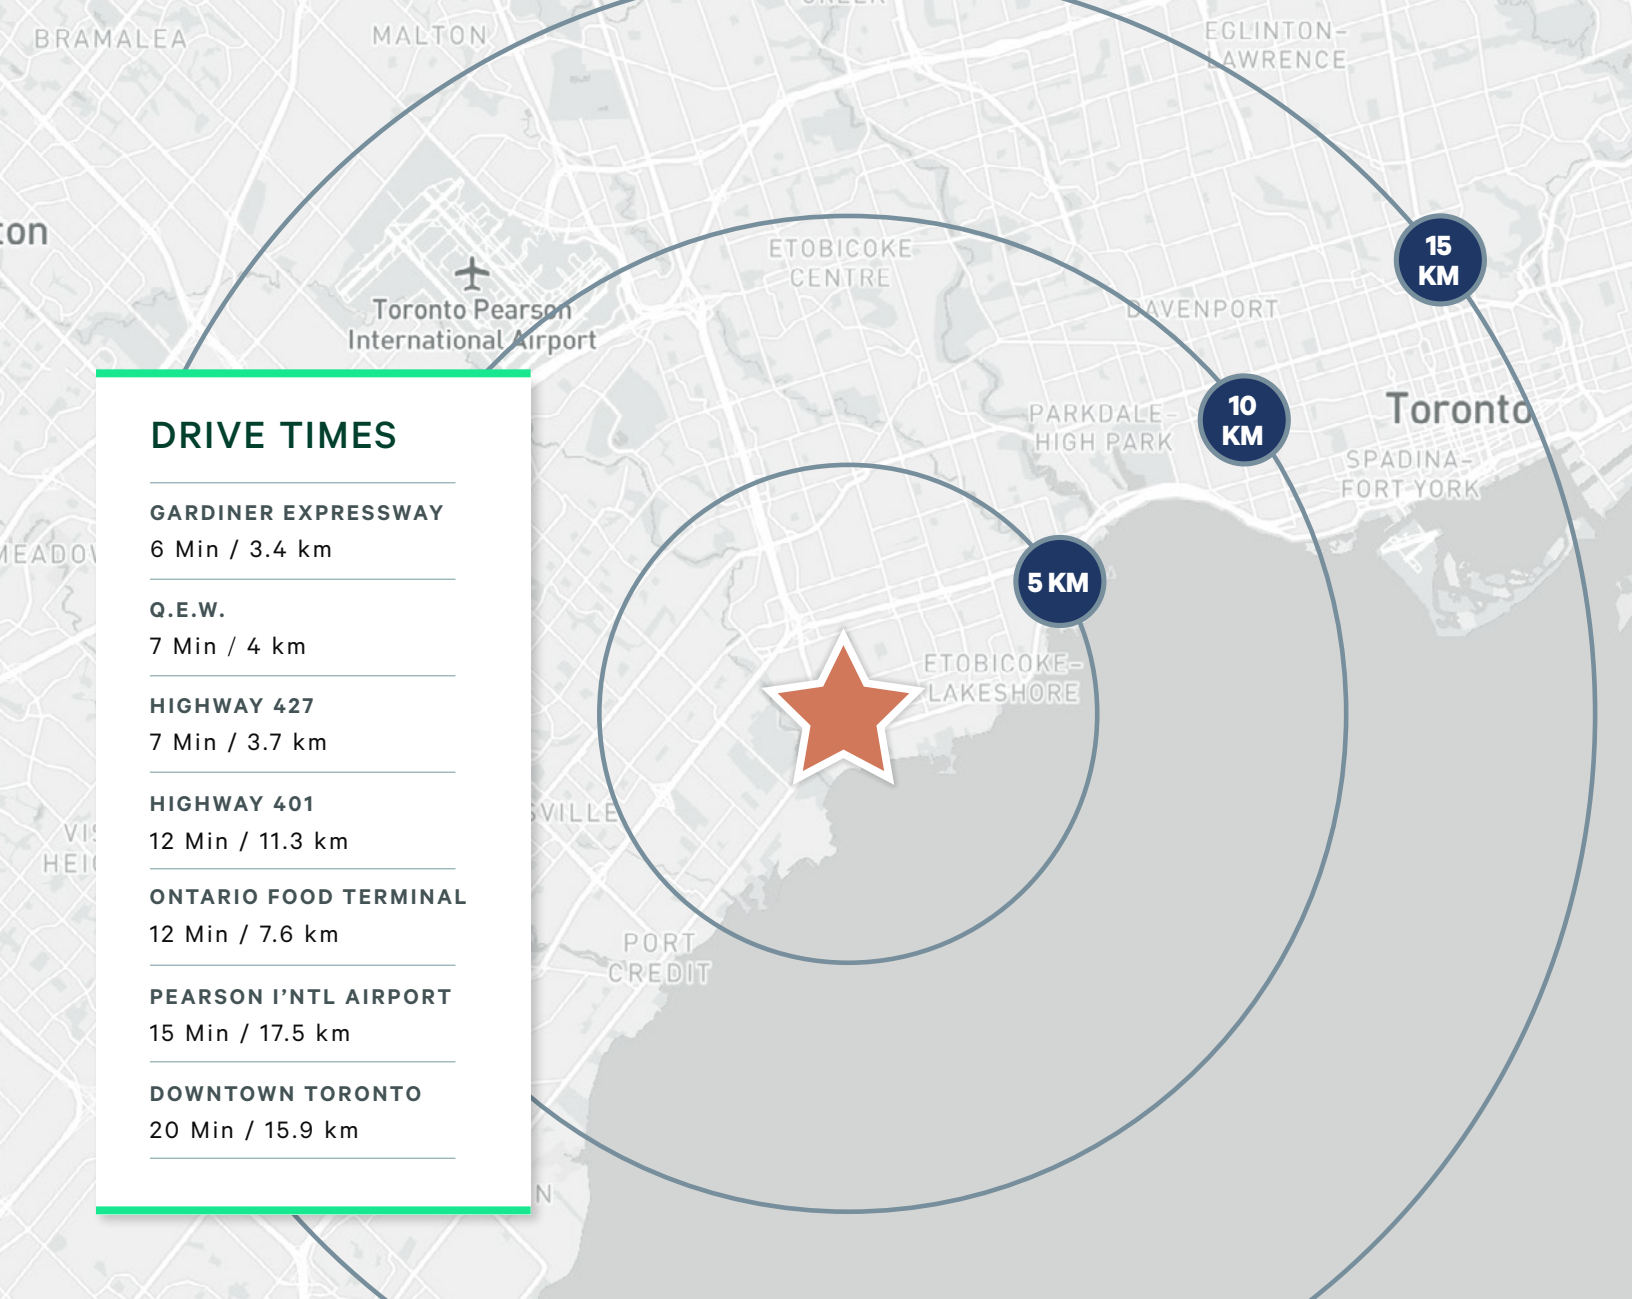 BRAMALEA
MALTON
EGLINTON-
LAWRENCE
ton
ETOBICOKE
CENTRE
15
KM
Toronto Pearson
International Airport
DAVENPORT
10
KM
Toronto
PARKDALE-
HIGH PARK
SPADINA-
FORT YORK
5 KM
ETOBICOKE-
LAKESHORE
PORT
CREDIT
DRIVE TIMES
GARDINER EXPRESSWAY
6 Min / 3.4 km
Q.E.W.
7 Min / 4 km
HIGHWAY 427
7 Min / 3.7 km
HIGHWAY 401
12 Min / 11.3 km
ONTARIO FOOD TERMINAL
12 Min / 7.6 km
PEARSON I’NTL AIRPORT
15 Min / 17.5 km
DOWNTOWN TORONTO
20 Min / 15.9 km